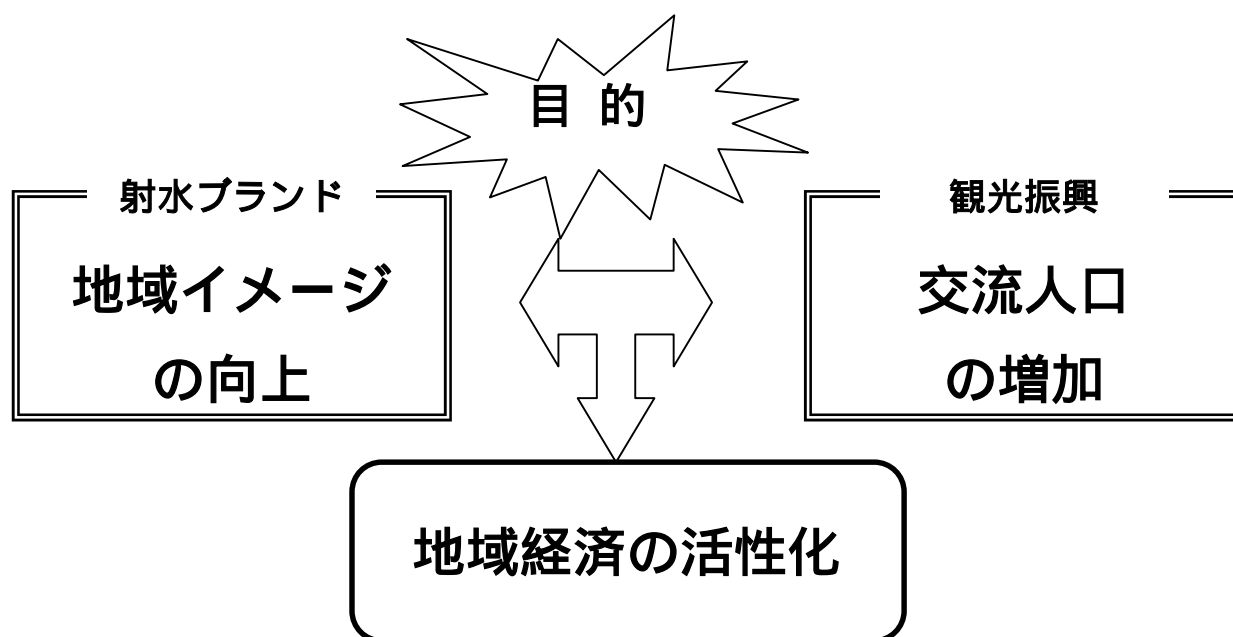 目 的
射水ブランド
地域イメージ
の向上
観光振興
交流人口
の増加
地域経済の活性化